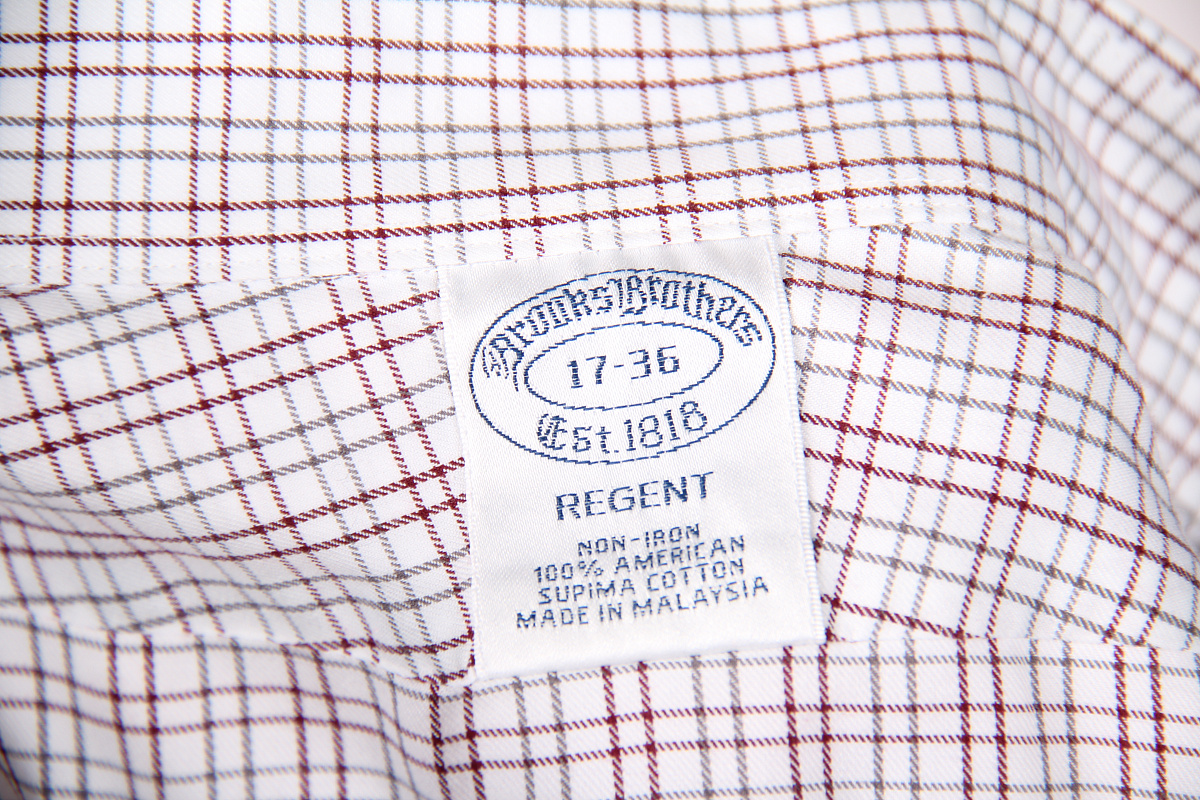 Brooks Brothers
17-36
Est. 1818
REGENT
NON-IRON
100% AMERICAN
SUPIMA COTTON
MADE IN MALAYSIA